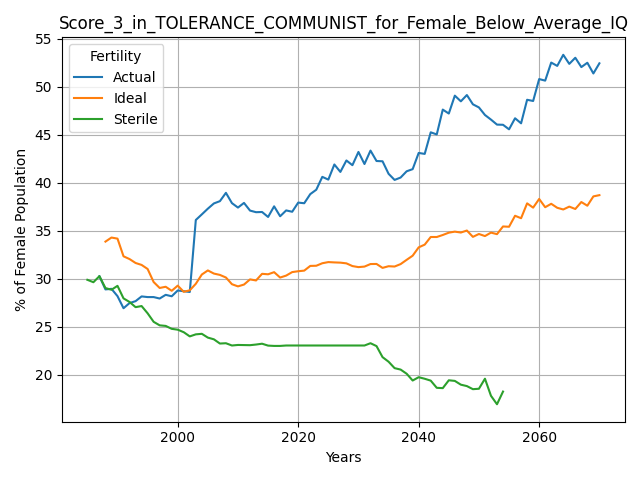 Score_3_in_TOLERANCE_COMMUNIST_for_Female_Below_Average_IQ
Fertility
Actual
Ideal
Sterile
% of Female Population
55
50
45
40
35
30
25
20
2000
2020
2040
2060
Years